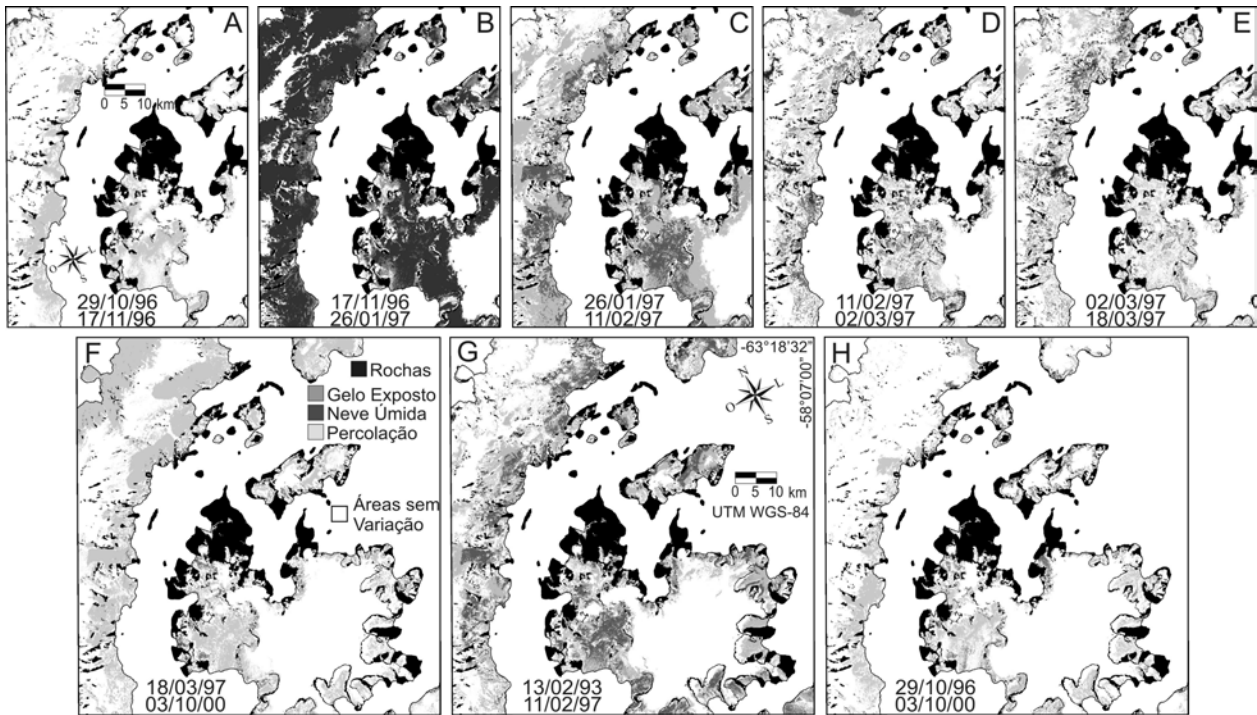 A
0 5 10 km
N
L
O
S
29/10/96
17/11/96
B
17/11/96
26/01/97
C
26/01/97
11/02/97
D
11/02/97
02/03/97
E
02/03/97
18/03/97
F
Rochas
Gelo Exposto
Neve Úmida
Percolação
Áreas sem
Variação
18/03/97
03/10/00
G
-63°18'32"
-58°07'00"
N
L
O
S
0 5 10
km
UTM WGS-84
13/02/93
11/02/97
H
29/10/96
03/10/00